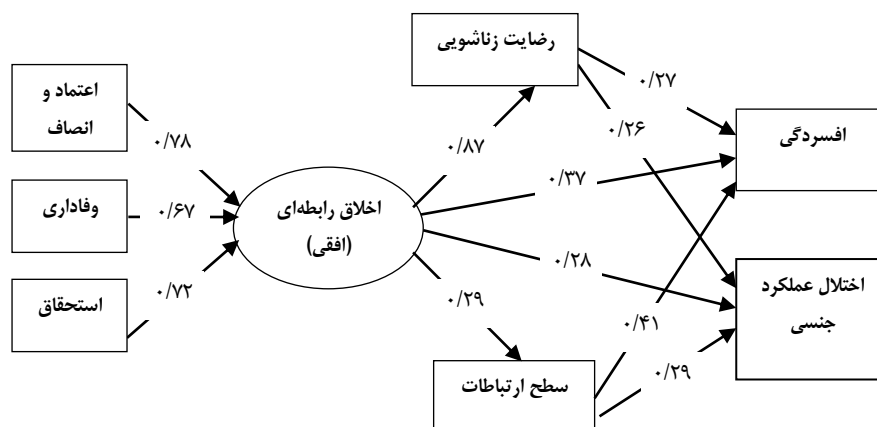 رضایت زناشویی
اعتماد و
انصاف
۰/۷۸
۰/۸۷
۰/۲۷
۰/۲۶
افسردگی
وفاداری
۰/۶۷
اخلاق رابطه‌ای
(افقی)
۰/۳۷
۰/۲۸
استحقاق
۰/۷۲
۰/۲۹
اختلال عملکرد
جنسی
۰/۴۱
سطح ارتباطات
۰/۲۹